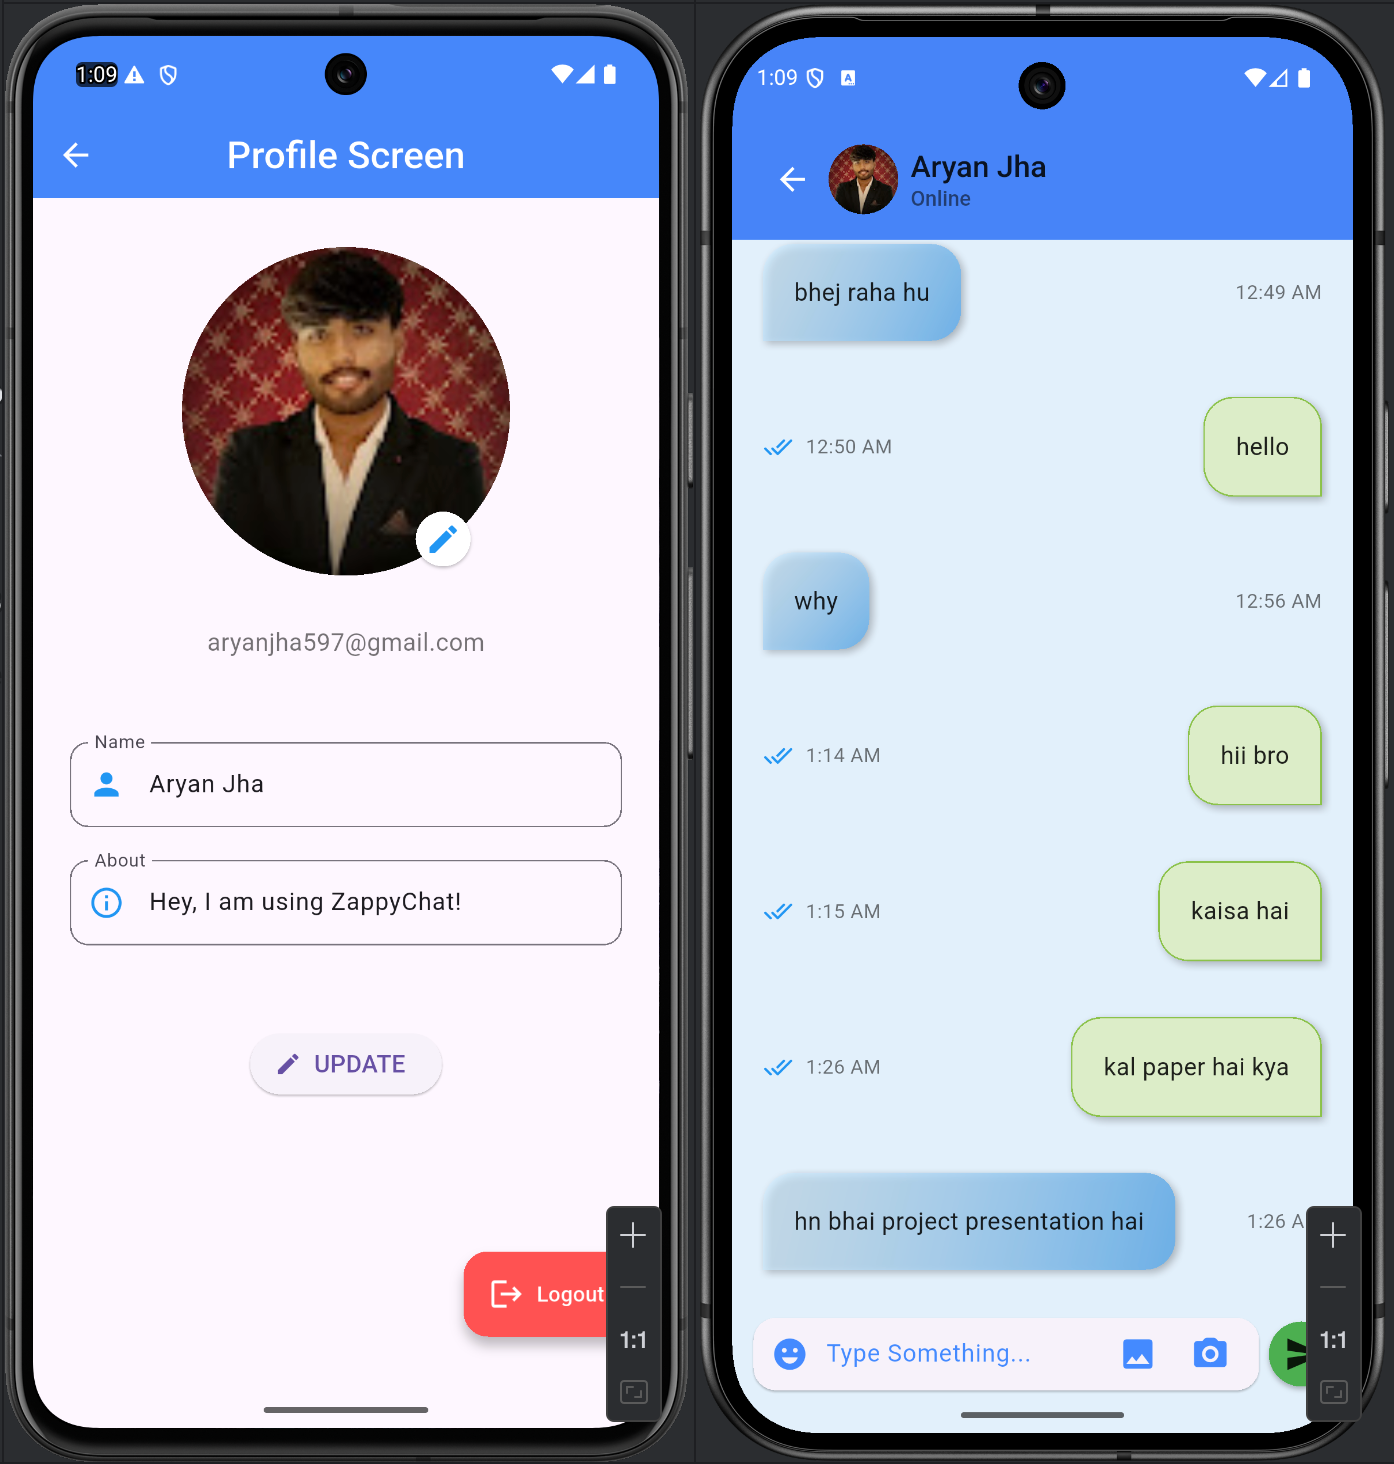 1:09
Profile Screen
aryanjha597@gmail.com
Name
Aryan Jha
About
Hey, I am using ZappyChat!
UPDATE
Logout
1:1
1:09
A
Aryan Jha
Online
bhej raha hu
12:49 AM
12:50 AM
hello
why
12:56 AM
1:14 AM
hii bro
1:15 AM
kaisa hai
1:26 AM
kal paper hai kya
hn bhai project presentation hai
1:26 A
Type Something...
1:1